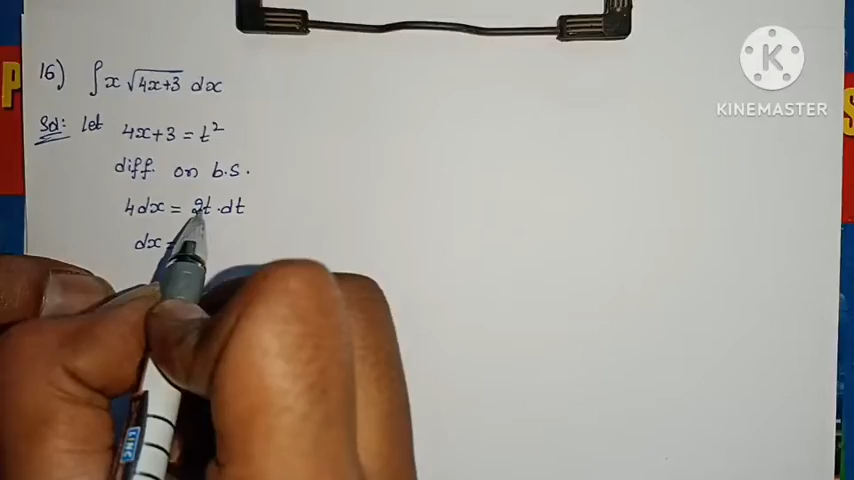 16) ∫ x √4x+3 dx
Sol: let 4x+3 = t²
diff. on b.s.
4dx = 2t·dt
dx =
K
KINEMASTER